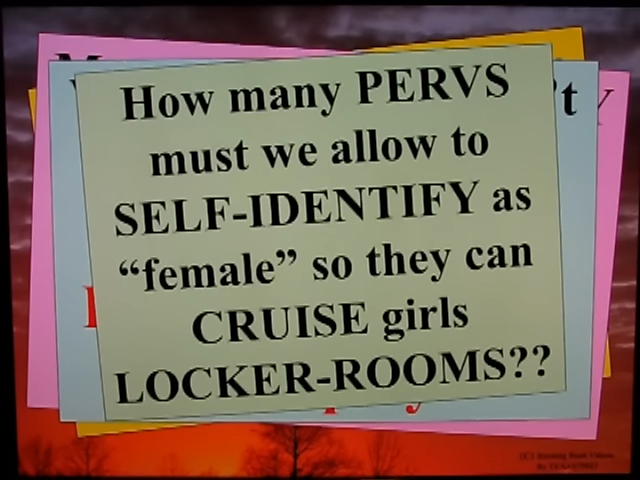 How many PERVS
must we allow to
SELF-IDENTIFY as
“female” so they can
CRUISE girls
LOCKER-ROOMS??
't